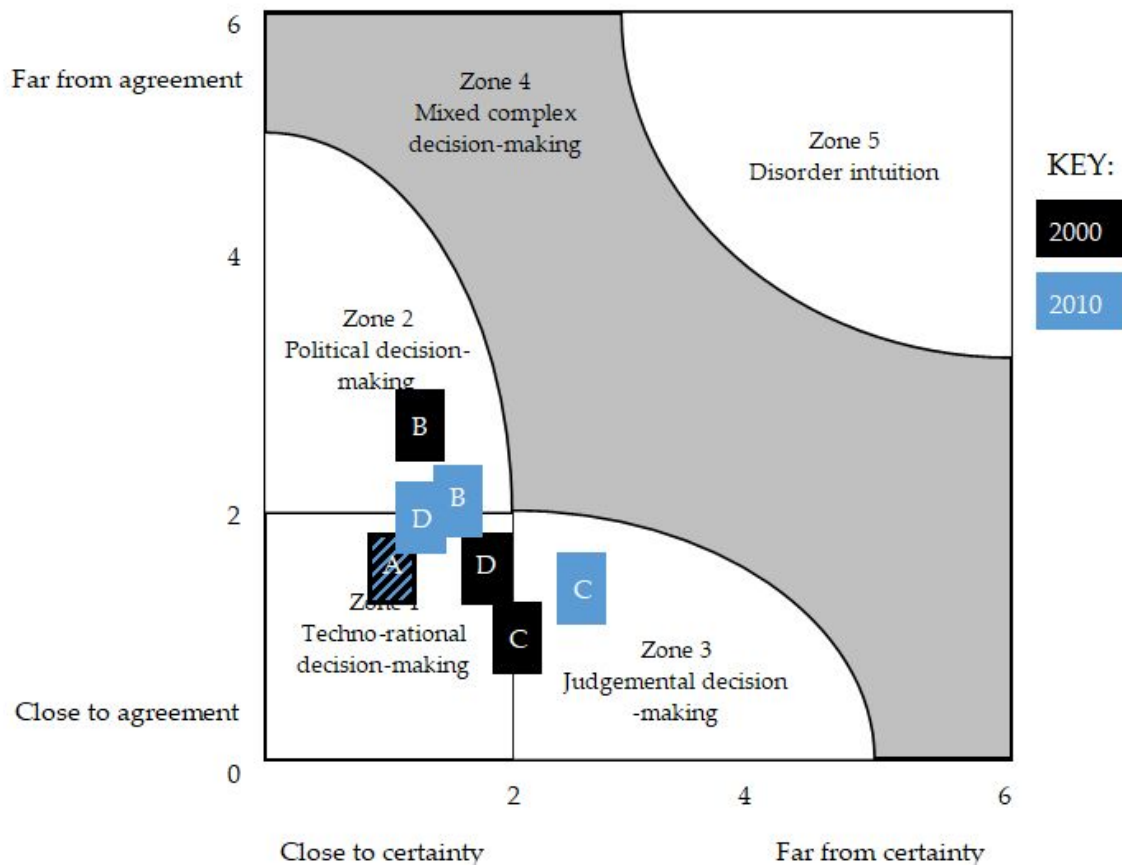 6
Far from agreement
Zone 4
Mixed complex
decision-making
Zone 5
Disorder intuition
KEY:
2000
2010
4
Zone 2
Political decision-
making
B
B
D
2
A
D
C
C
Zone 1
Techno-rational
decision-making
Zone 3
Judgemental decision
-making
Close to agreement
0
2
4
6
Close to certainty
Far from certainty